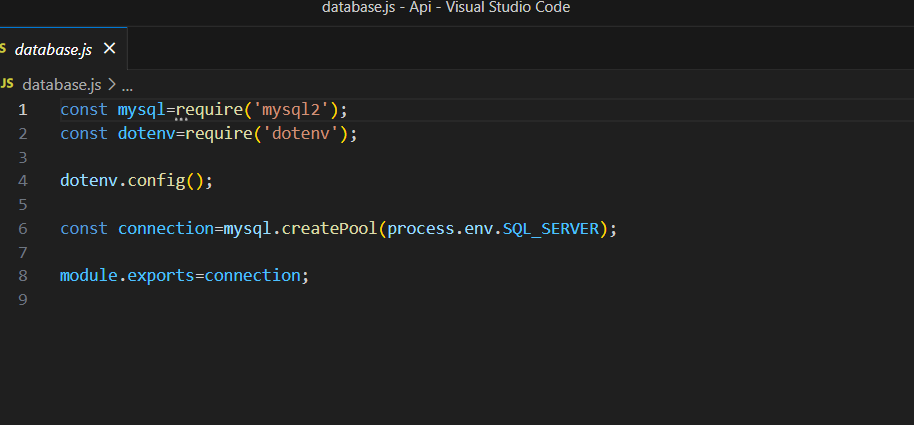 database.js - Api - Visual Studio Code
database.js
JS database.js > ...
1 const mysql=require('mysql2');
2 const dotenv=require('dotenv');
3
4 dotenv.config();
5
6 const connection=mysql.createPool(process.env.SQL_SERVER);
7
8 module.exports=connection;
9